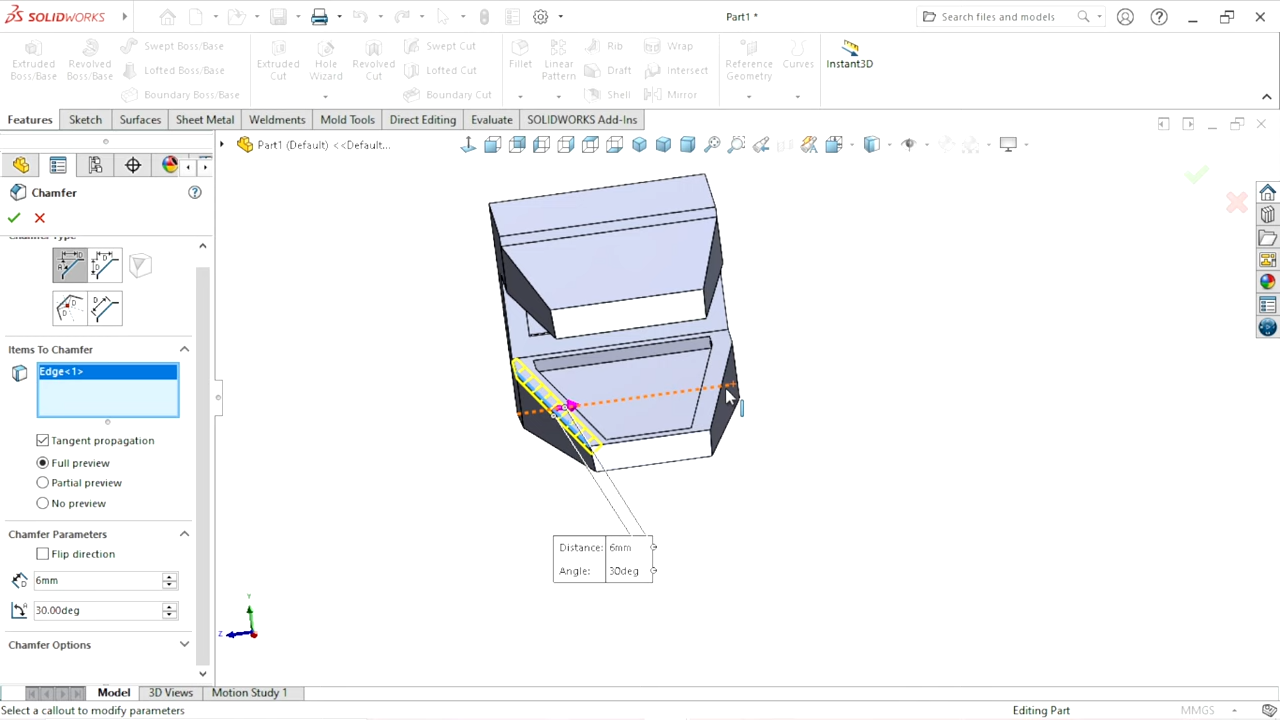 SOLIDWORKS
Part1 *
Search files and models
Extruded Boss/Base
Revolved Boss/Base
Swept Boss/Base
Lofted Boss/Base
Boundary Boss/Base
Extruded Cut
Hole Wizard
Revolved Cut
Swept Cut
Lofted Cut
Boundary Cut
Fillet
Linear Pattern
Rib
Draft
Shell
Wrap
Intersect
Mirror
Reference Geometry
Curves
Instant3D
Features
Sketch
Surfaces
Sheet Metal
Weldments
Mold Tools
Direct Editing
Evaluate
SOLIDWORKS Add-Ins
Part1 (Default) <<Default...
Chamfer
Chamfer Type
Items To Chamfer
Edge<1>
Tangent propagation
Full preview
Partial preview
No preview
Chamfer Parameters
Flip direction
6mm
30.00deg
Chamfer Options
Distance: 6mm
Angle: 30deg
Y
Z
Model
3D Views
Motion Study 1
Select a callout to modify parameters
Editing Part
MMGS